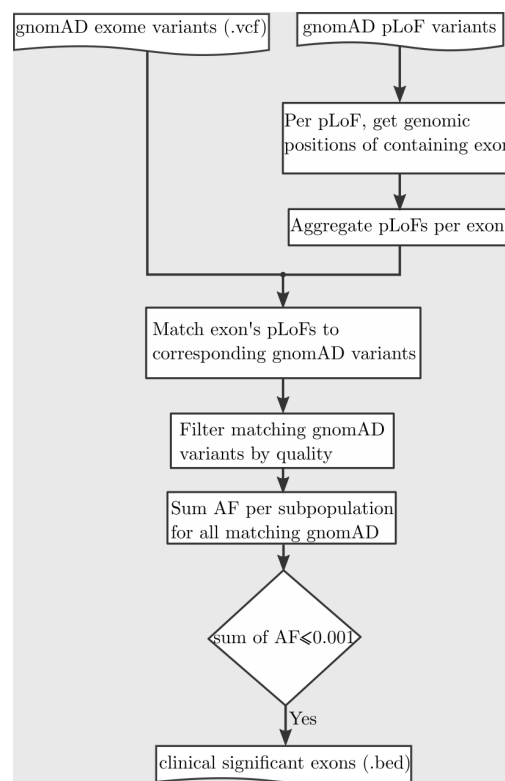 gnomAD exome variants (.vcf)
gnomAD pLoF variants
Per pLoF, get genomic
positions of containing exon
Aggregate pLoFs per exon
Match exon's pLoFs to
corresponding gnomAD variants
Filter matching gnomAD
variants by quality
Sum AF per subpopulation
for all matching gnomAD
sum of AF⩽0.001
Yes
clinical significant exons (.bed)